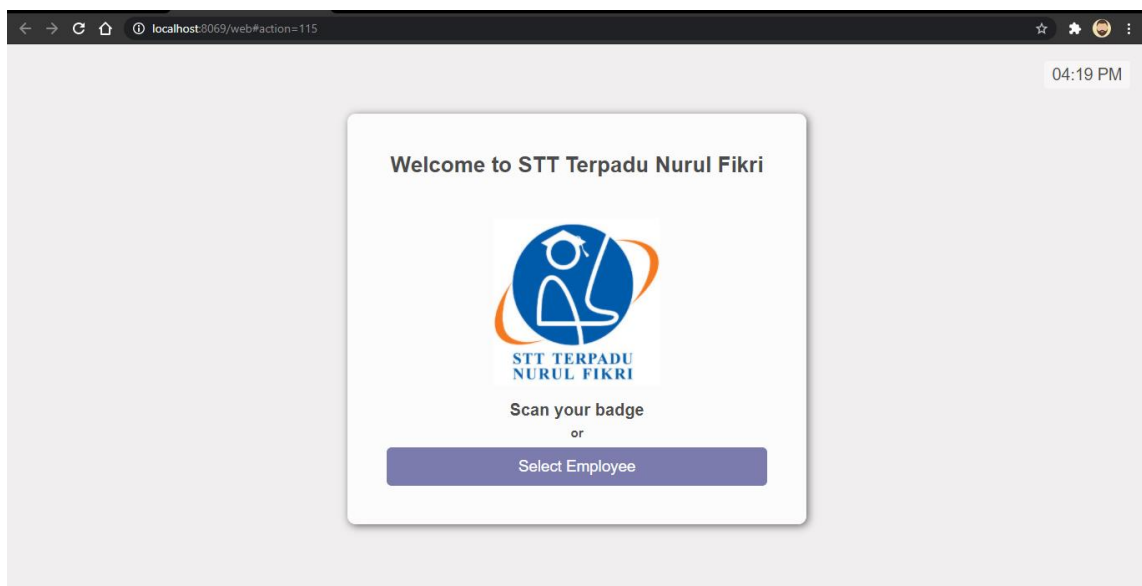 localhost:8069/web#action=115
04:19 PM
Welcome to STT Terpadu Nurul Fikri
STT TERPADU
NURUL FIKRI
Scan your badge
or
Select Employee